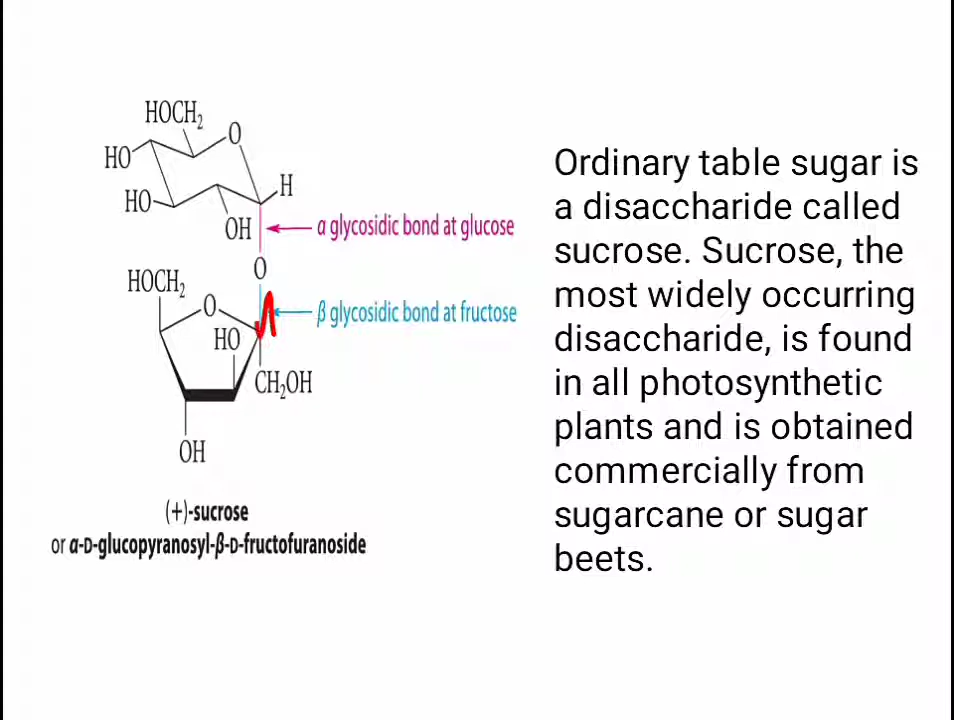 HOCH₂
O
HO
H
HO
OH
α glycosidic bond at glucose
O
HOCH₂
O
β glycosidic bond at fructose
HO
CH₂OH
OH
(+)-sucrose
or α-D-glucopyranosyl-β-D-fructofuranoside
Ordinary table sugar is
a disaccharide called
sucrose. Sucrose, the
most widely occurring
disaccharide, is found
in all photosynthetic
plants and is obtained
commercially from
sugarcane or sugar
beets.